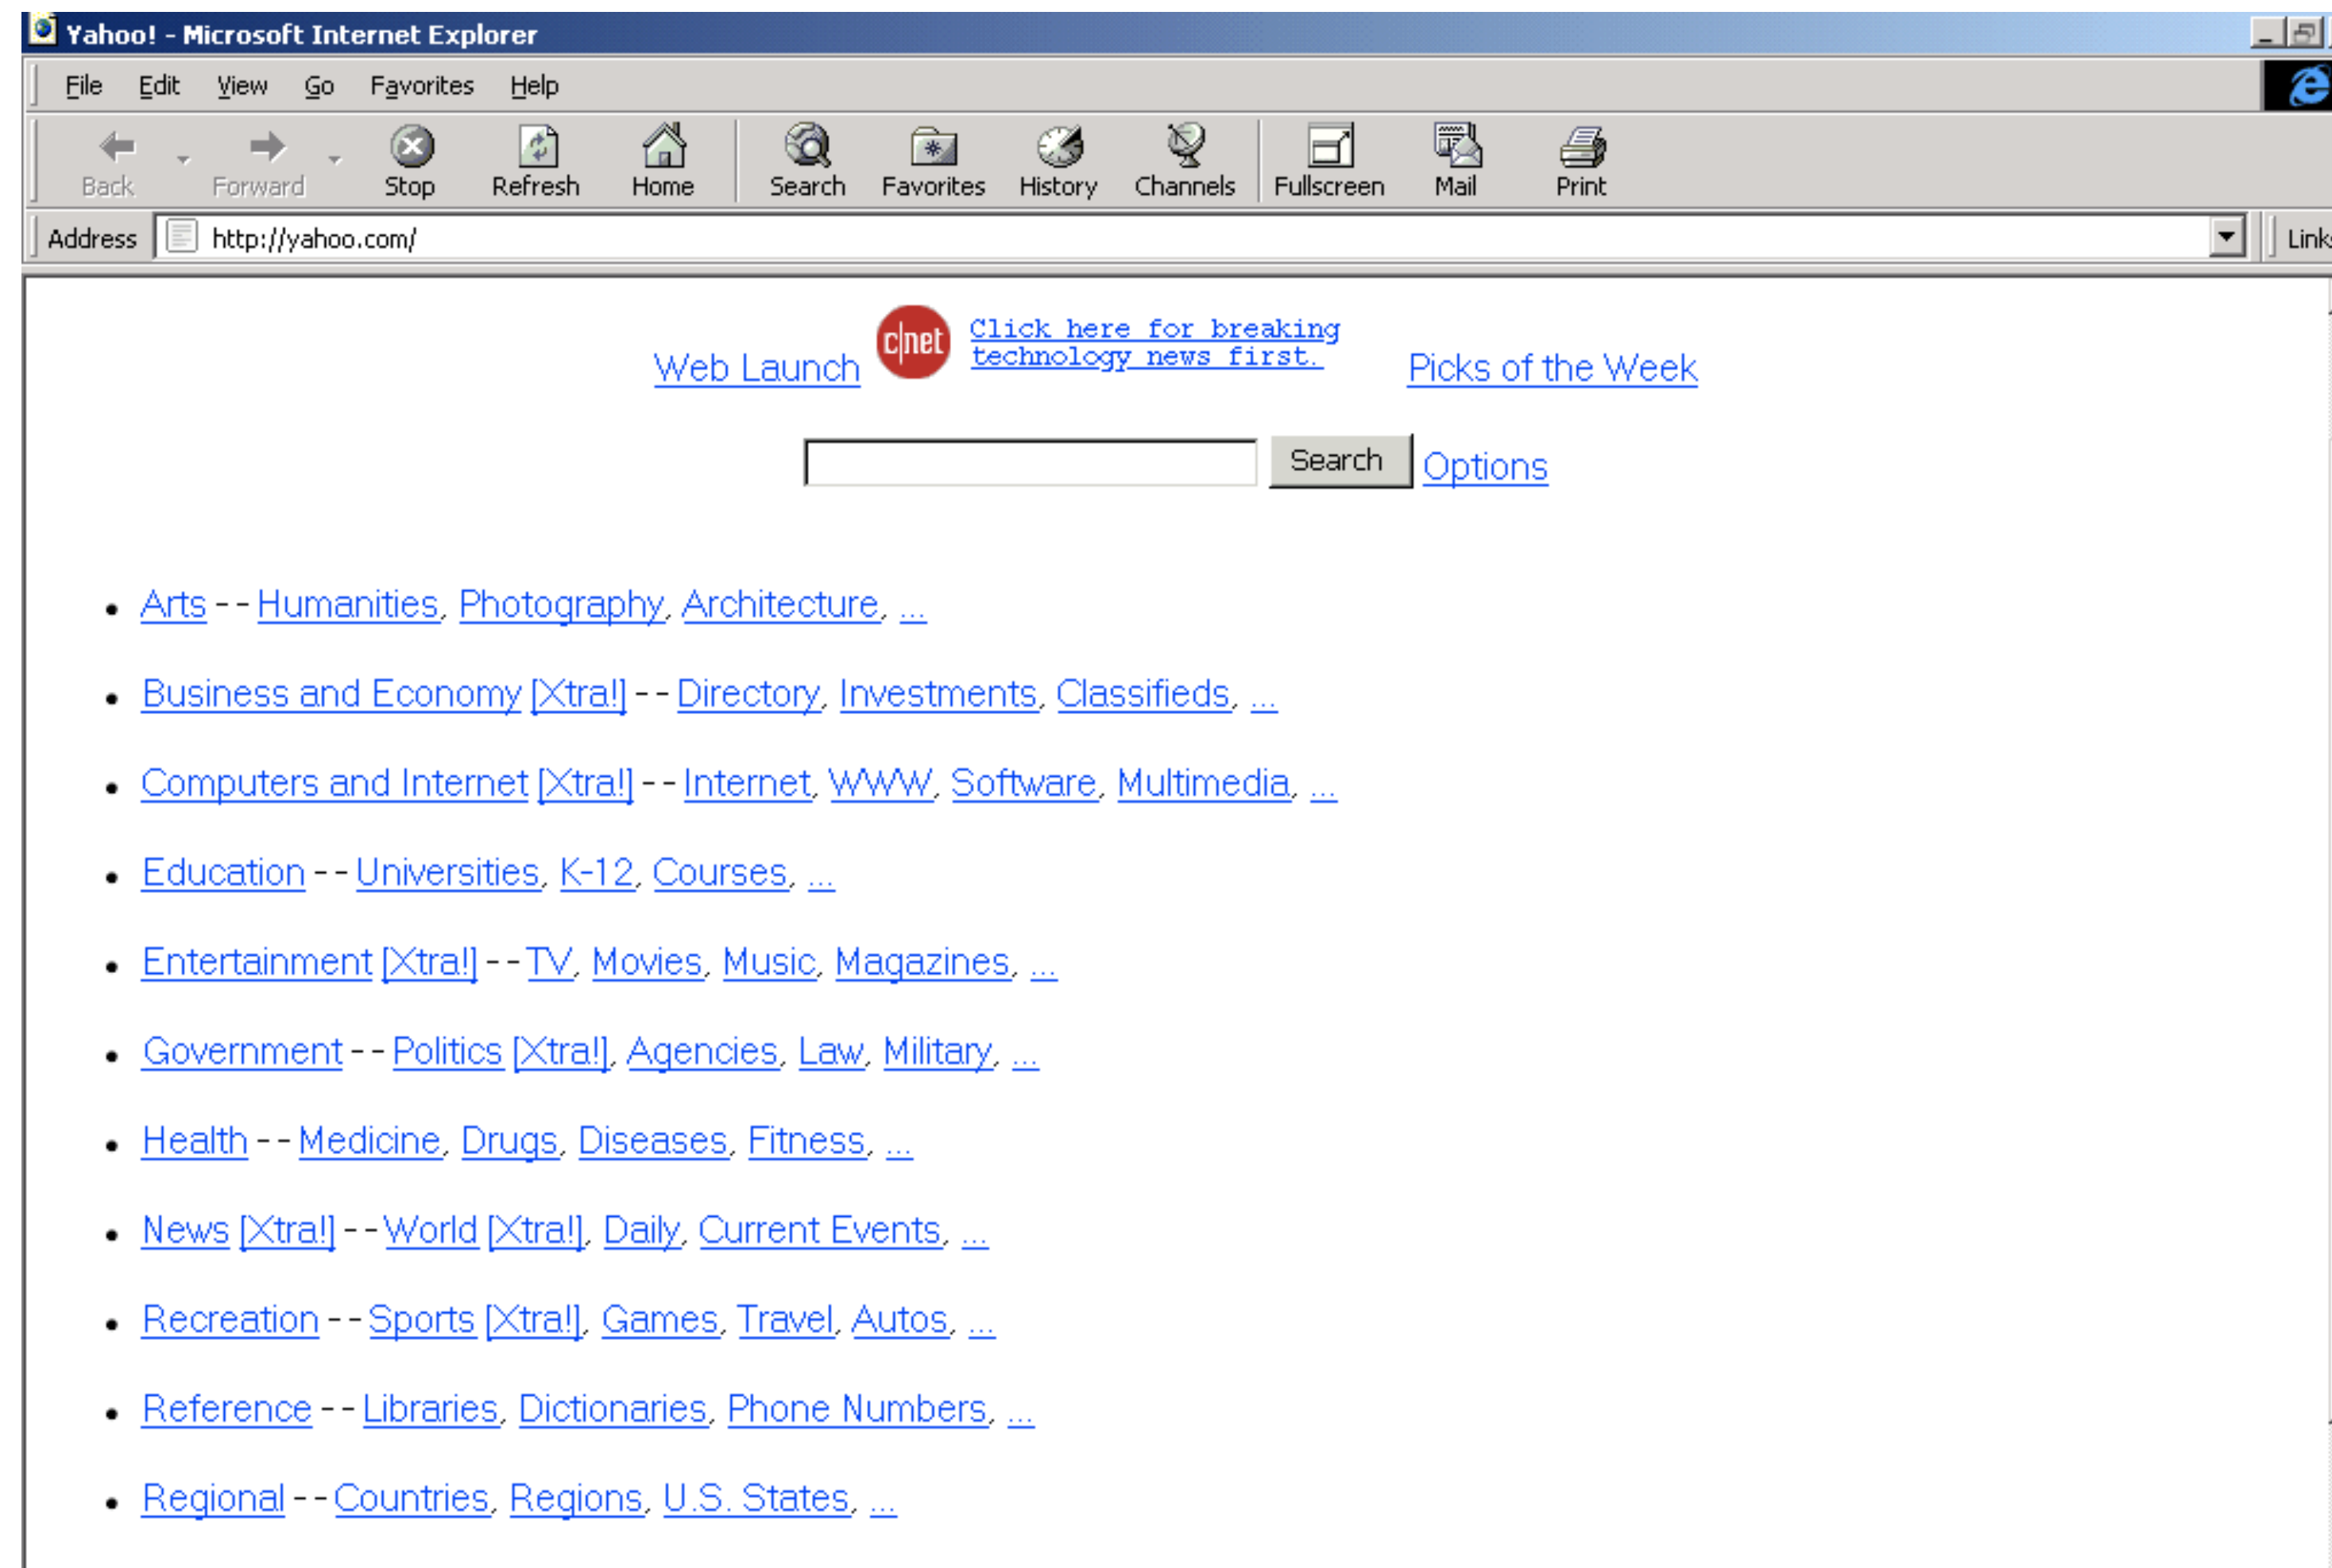 Yahoo! - Microsoft Internet Explorer
File Edit View Go Favorites Help
Back Forward Stop Refresh Home Search Favorites History Channels Fullscreen Mail Print
Address http://yahoo.com/ Links
Web Launch c|net Click here for breaking
technology news first. Picks of the Week
Search Options
Arts -- Humanities, Photography, Architecture, ...
Business and Economy [Xtra!] -- Directory, Investments, Classifieds, ...
Computers and Internet [Xtra!] -- Internet, WWW, Software, Multimedia, ...
Education -- Universities, K-12, Courses, ...
Entertainment [Xtra!] -- TV, Movies, Music, Magazines, ...
Government -- Politics [Xtra!], Agencies, Law, Military, ...
Health -- Medicine, Drugs, Diseases, Fitness, ...
News [Xtra!] -- World [Xtra!], Daily, Current Events, ...
Recreation -- Sports [Xtra!], Games, Travel, Autos, ...
Reference -- Libraries, Dictionaries, Phone Numbers, ...
Regional -- Countries, Regions, U.S. States, ...